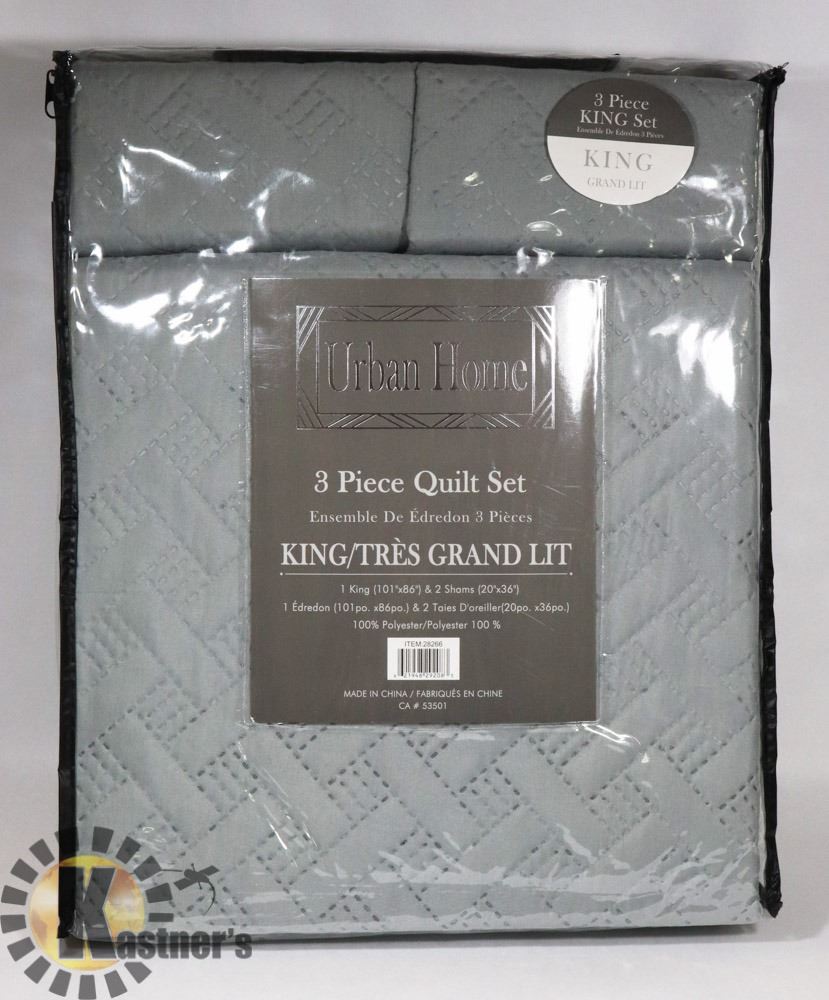 3 Piece
KING Set
Ensemble De Édredon 3 Pièces
KING
GRAND LIT
Urban Home
3 Piece Quilt Set
Ensemble De Édredon 3 Pièces
KING/TRÈS GRAND LIT
1 King (101"x86") & 2 Shams (20"x36")
1 Édredon (101po. x86po.) & 2 Taies D'oreiller(20po. x36po.)
100% Polyester/Polyester 100 %
ITEM:28266
MADE IN CHINA / FABRIQUÉS EN CHINE
CA # 53501
Kastner's